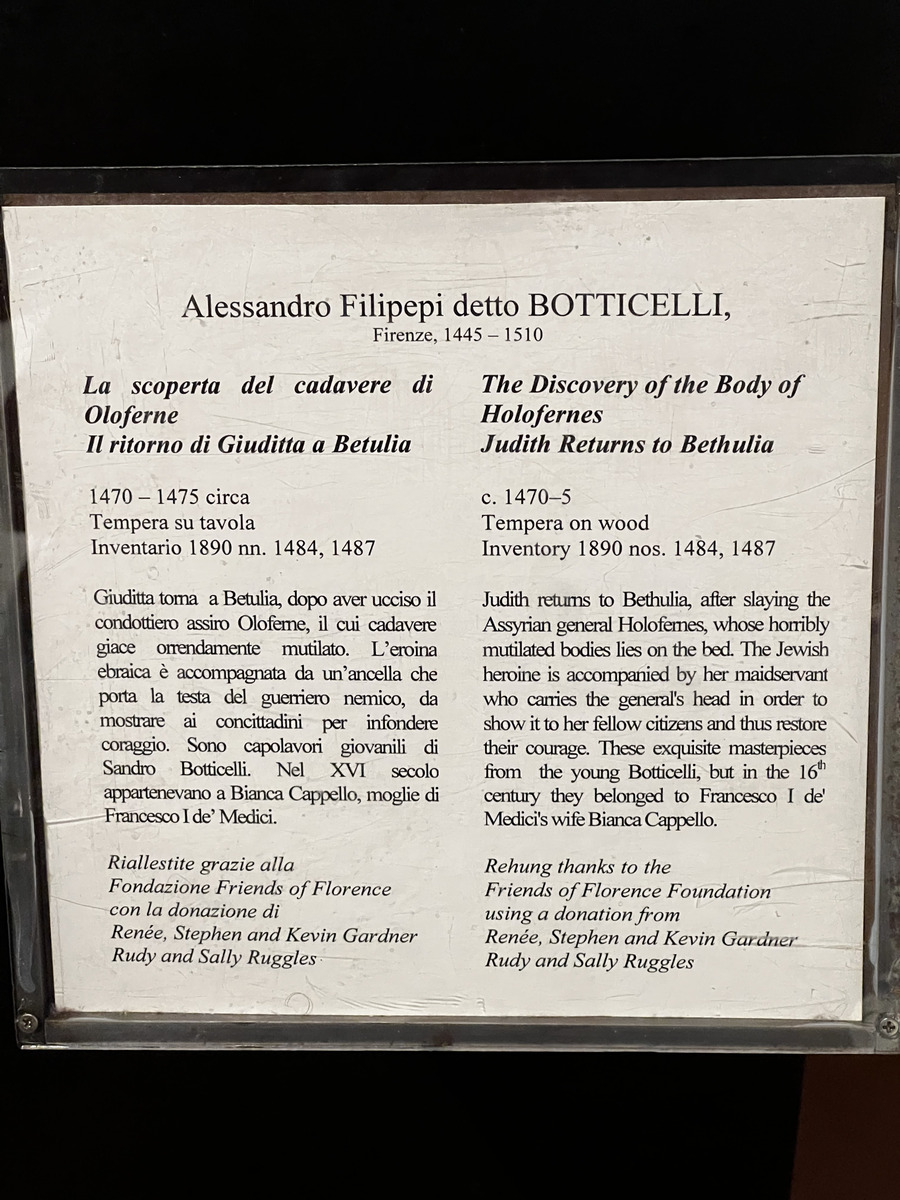 Alessandro Filipepi detto BOTTICELLI,
Firenze, 1445 – 1510
La scoperta del cadavere di
Oloferne
Il ritorno di Giuditta a Betulia
1470 – 1475 circa
Tempera su tavola
Inventario 1890 nn. 1484, 1487
Giuditta torna a Betulia, dopo aver ucciso il
condottiero assiro Oloferne, il cui cadavere
giace orrendamente mutilato. L'eroina
ebraica è accompagnata da un'ancella che
porta la testa del guerriero nemico, da
mostrare ai concittadini per infondere
coraggio. Sono capolavori giovanili di
Sandro Botticelli. Nel XVI secolo
appartenevano a Bianca Cappello, moglie di
Francesco I de' Medici.
Riallestite grazie alla
Fondazione Friends of Florence
con la donazione di
Renée, Stephen and Kevin Gardner
Rudy and Sally Ruggles
The Discovery of the Body of
Holofernes
Judith Returns to Bethulia
c. 1470–5
Tempera on wood
Inventory 1890 nos. 1484, 1487
Judith returns to Bethulia, after slaying the
Assyrian general Holofernes, whose horribly
mutilated bodies lies on the bed. The Jewish
heroine is accompanied by her maidservant
who carries the general's head in order to
show it to her fellow citizens and thus restore
their courage. These exquisite masterpieces
from the young Botticelli, but in the 16th
century they belonged to Francesco I de'
Medici's wife Bianca Cappello.
Rehung thanks to the
Friends of Florence Foundation
using a donation from
Renée, Stephen and Kevin Gardner
Rudy and Sally Ruggles